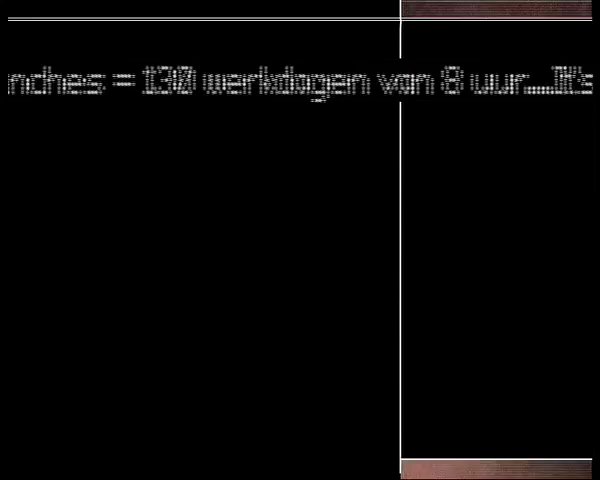 nches = 130 werkdagen van 8 uur....It's